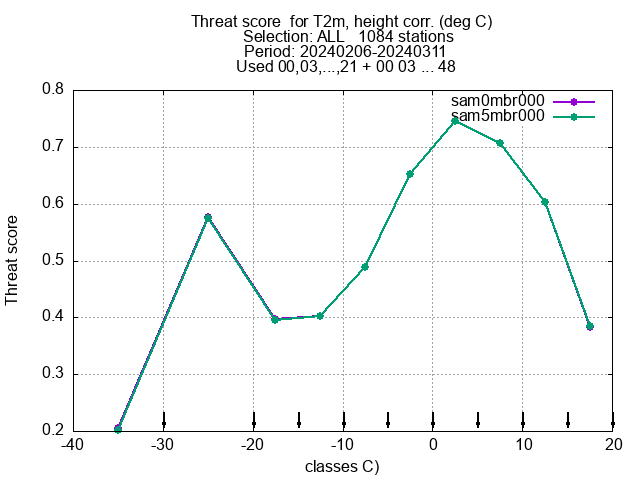 Threat score  for T2m, height corr. (deg C)
Selection: ALL   1084 stations
Period: 20240206-20240311
Used 00,03,...,21 + 00 03 ... 48
sam0mbr000
sam5mbr000
0.8
0.7
0.6
0.5
0.4
0.3
0.2
Threat score
-40 -30 -20 -10 0 10 20
classes C)